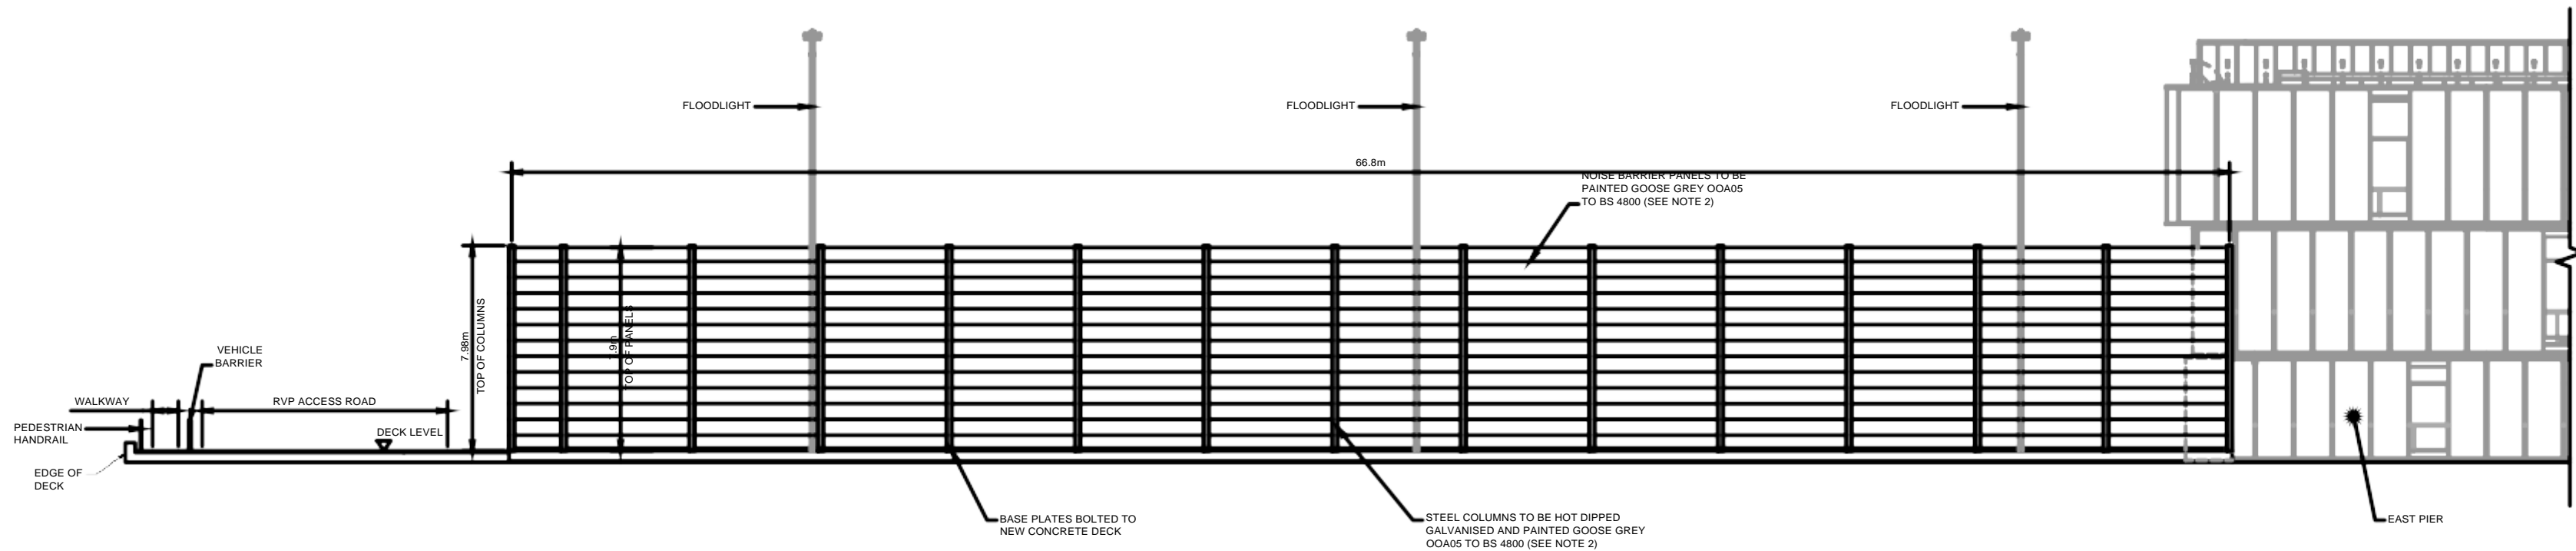 FLOODLIGHT
FLOODLIGHT
FLOODLIGHT
66.8m
NOISE BARRIER PANELS TO BE
PAINTED GOOSE GREY OOA05
TO BS 4800 (SEE NOTE 2)
7.98m
TOP OF COLUMNS
TOP OF PANELS
VEHICLE
BARRIER
WALKWAY
RVP ACCESS ROAD
PEDESTRIAN
HANDRAIL
DECK LEVEL
EDGE OF
DECK
BASE PLATES BOLTED TO
NEW CONCRETE DECK
STEEL COLUMNS TO BE HOT DIPPED
GALVANISED AND PAINTED GOOSE GREY
OOA05 TO BS 4800 (SEE NOTE 2)
EAST PIER